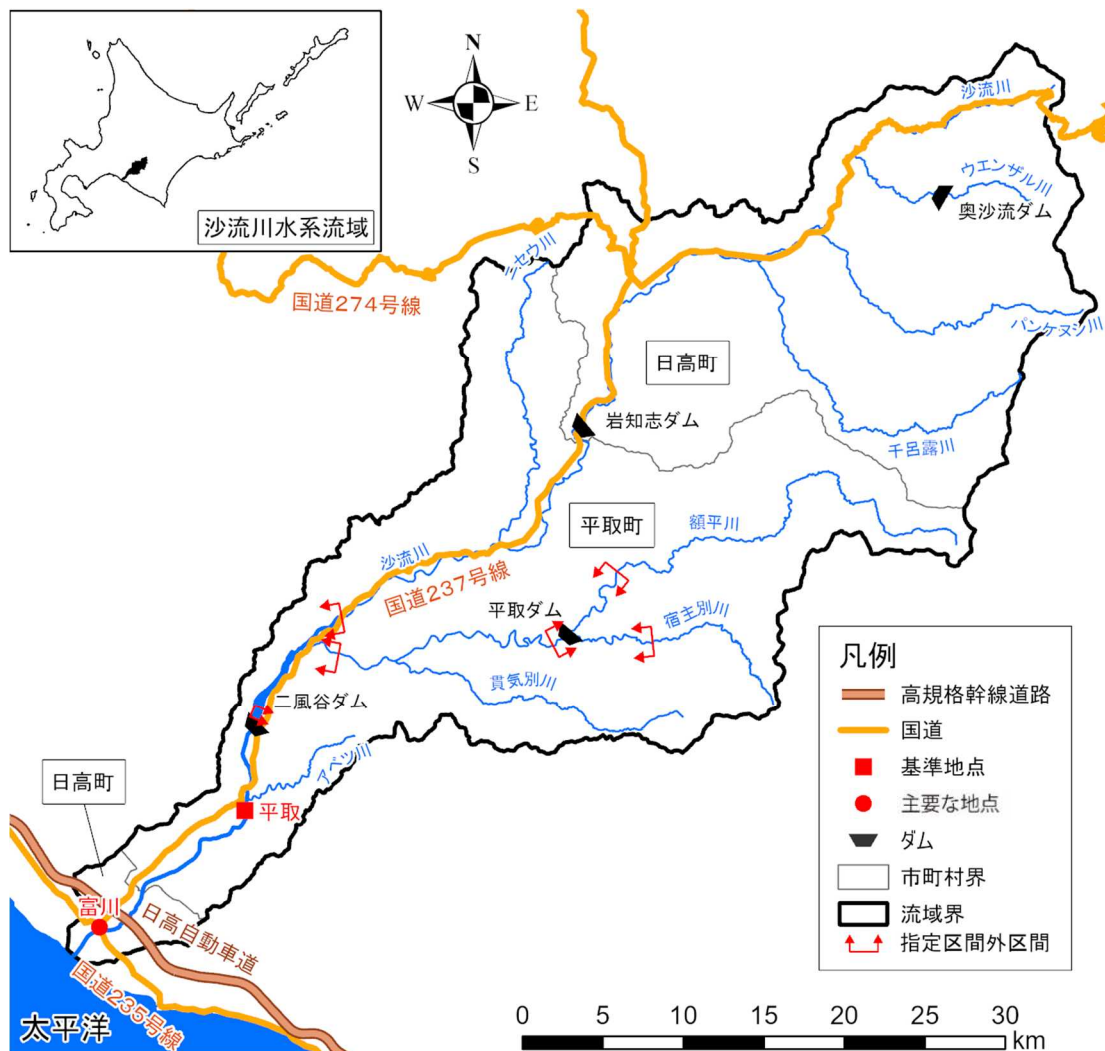 沙流川水系流域
N
W
E
S
沙流川
ウエンザル川
奥沙流ダム
ニセウ川
国道274号線
パンケヌシ川
日高町
岩知志ダム
千呂露川
平取町
額平川
沙流川
国道237号線
平取ダム
宿主別川
貫気別川
二風谷ダム
アベツ川
日高町
平取
富川
日高自動車道
国道235号線
太平洋
凡例
高規格幹線道路
国道
基準地点
主要な地点
ダム
市町村界
流域界
指定区間外区間
0 5 10 15 20 25 30
km